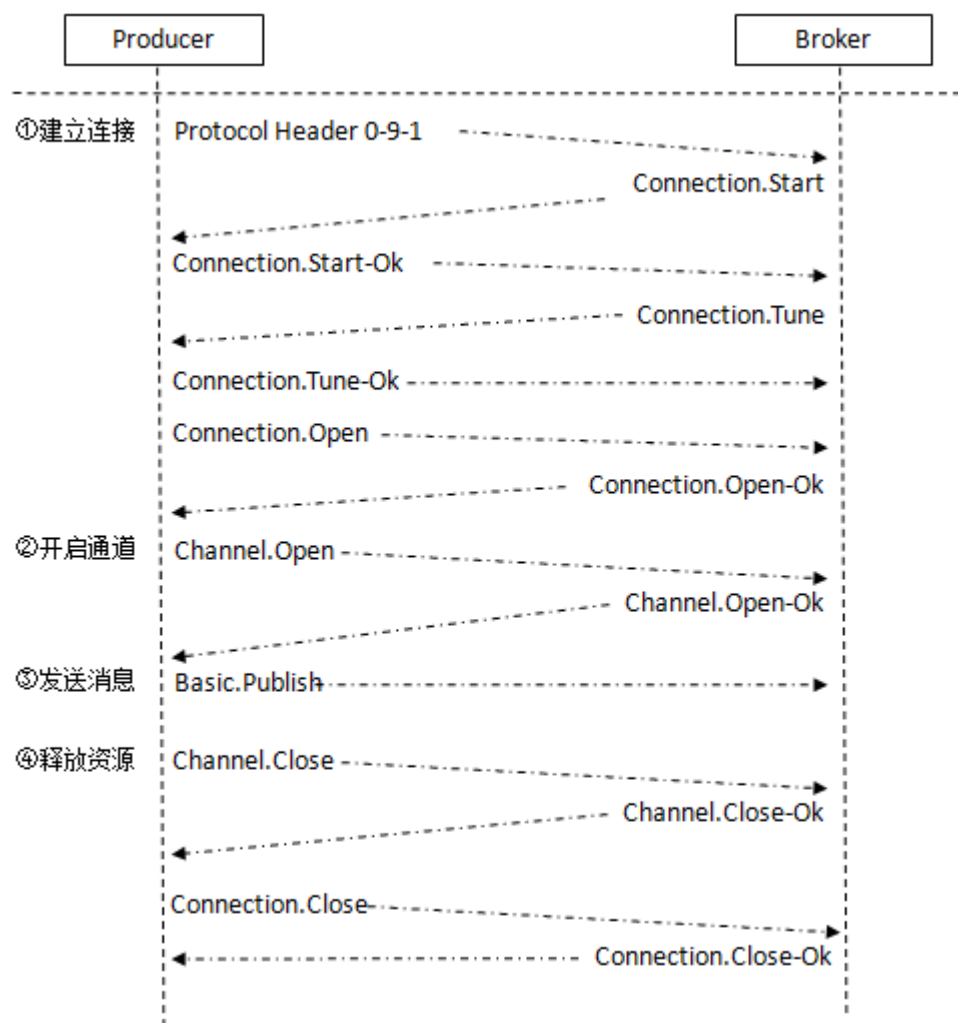 Producer
Broker
①建立连接
Protocol Header 0-9-1
Connection.Start
Connection.Start-Ok
Connection.Tune
Connection.Tune-Ok
Connection.Open
Connection.Open-Ok
②开启通道
Channel.Open
Channel.Open-Ok
③发送消息
Basic.Publish
④释放资源
Channel.Close
Channel.Close-Ok
Connection.Close
Connection.Close-Ok